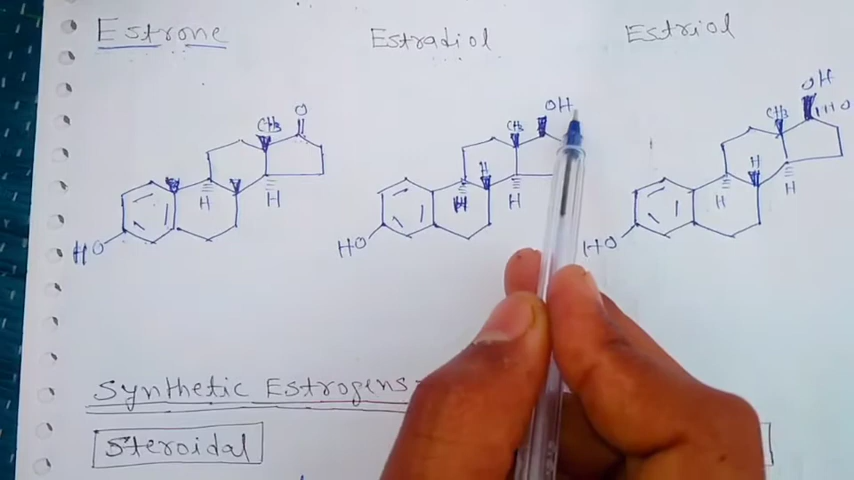 Estrone
Estradiol
Estriol
CH3
O
H
H
HO
OH
CH3
H
H
H
HO
OH
HO
CH3
H
H
H
HO
Synthetic Estrogens
Steroidal